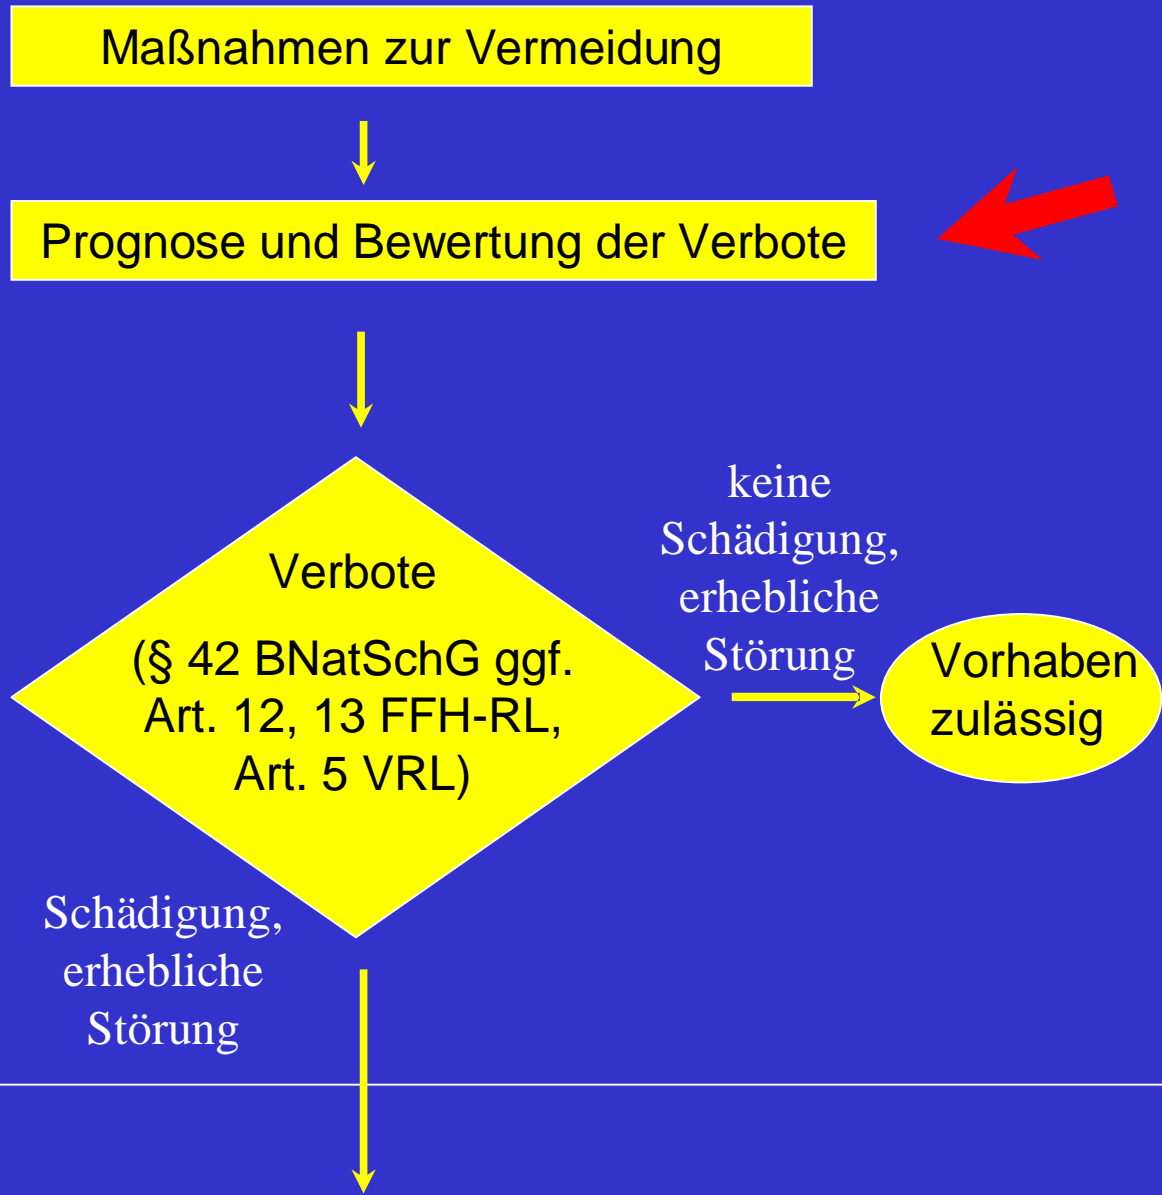 Maßnahmen zur Vermeidung
Prognose und Bewertung der Verbote
keine
Schädigung,
erhebliche
Störung
Verbote
(§ 42 BNatSchG ggf.
Art. 12, 13 FFH-RL,
Art. 5 VRL)
Vorhaben
zulässig
Schädigung,
erhebliche
Störung